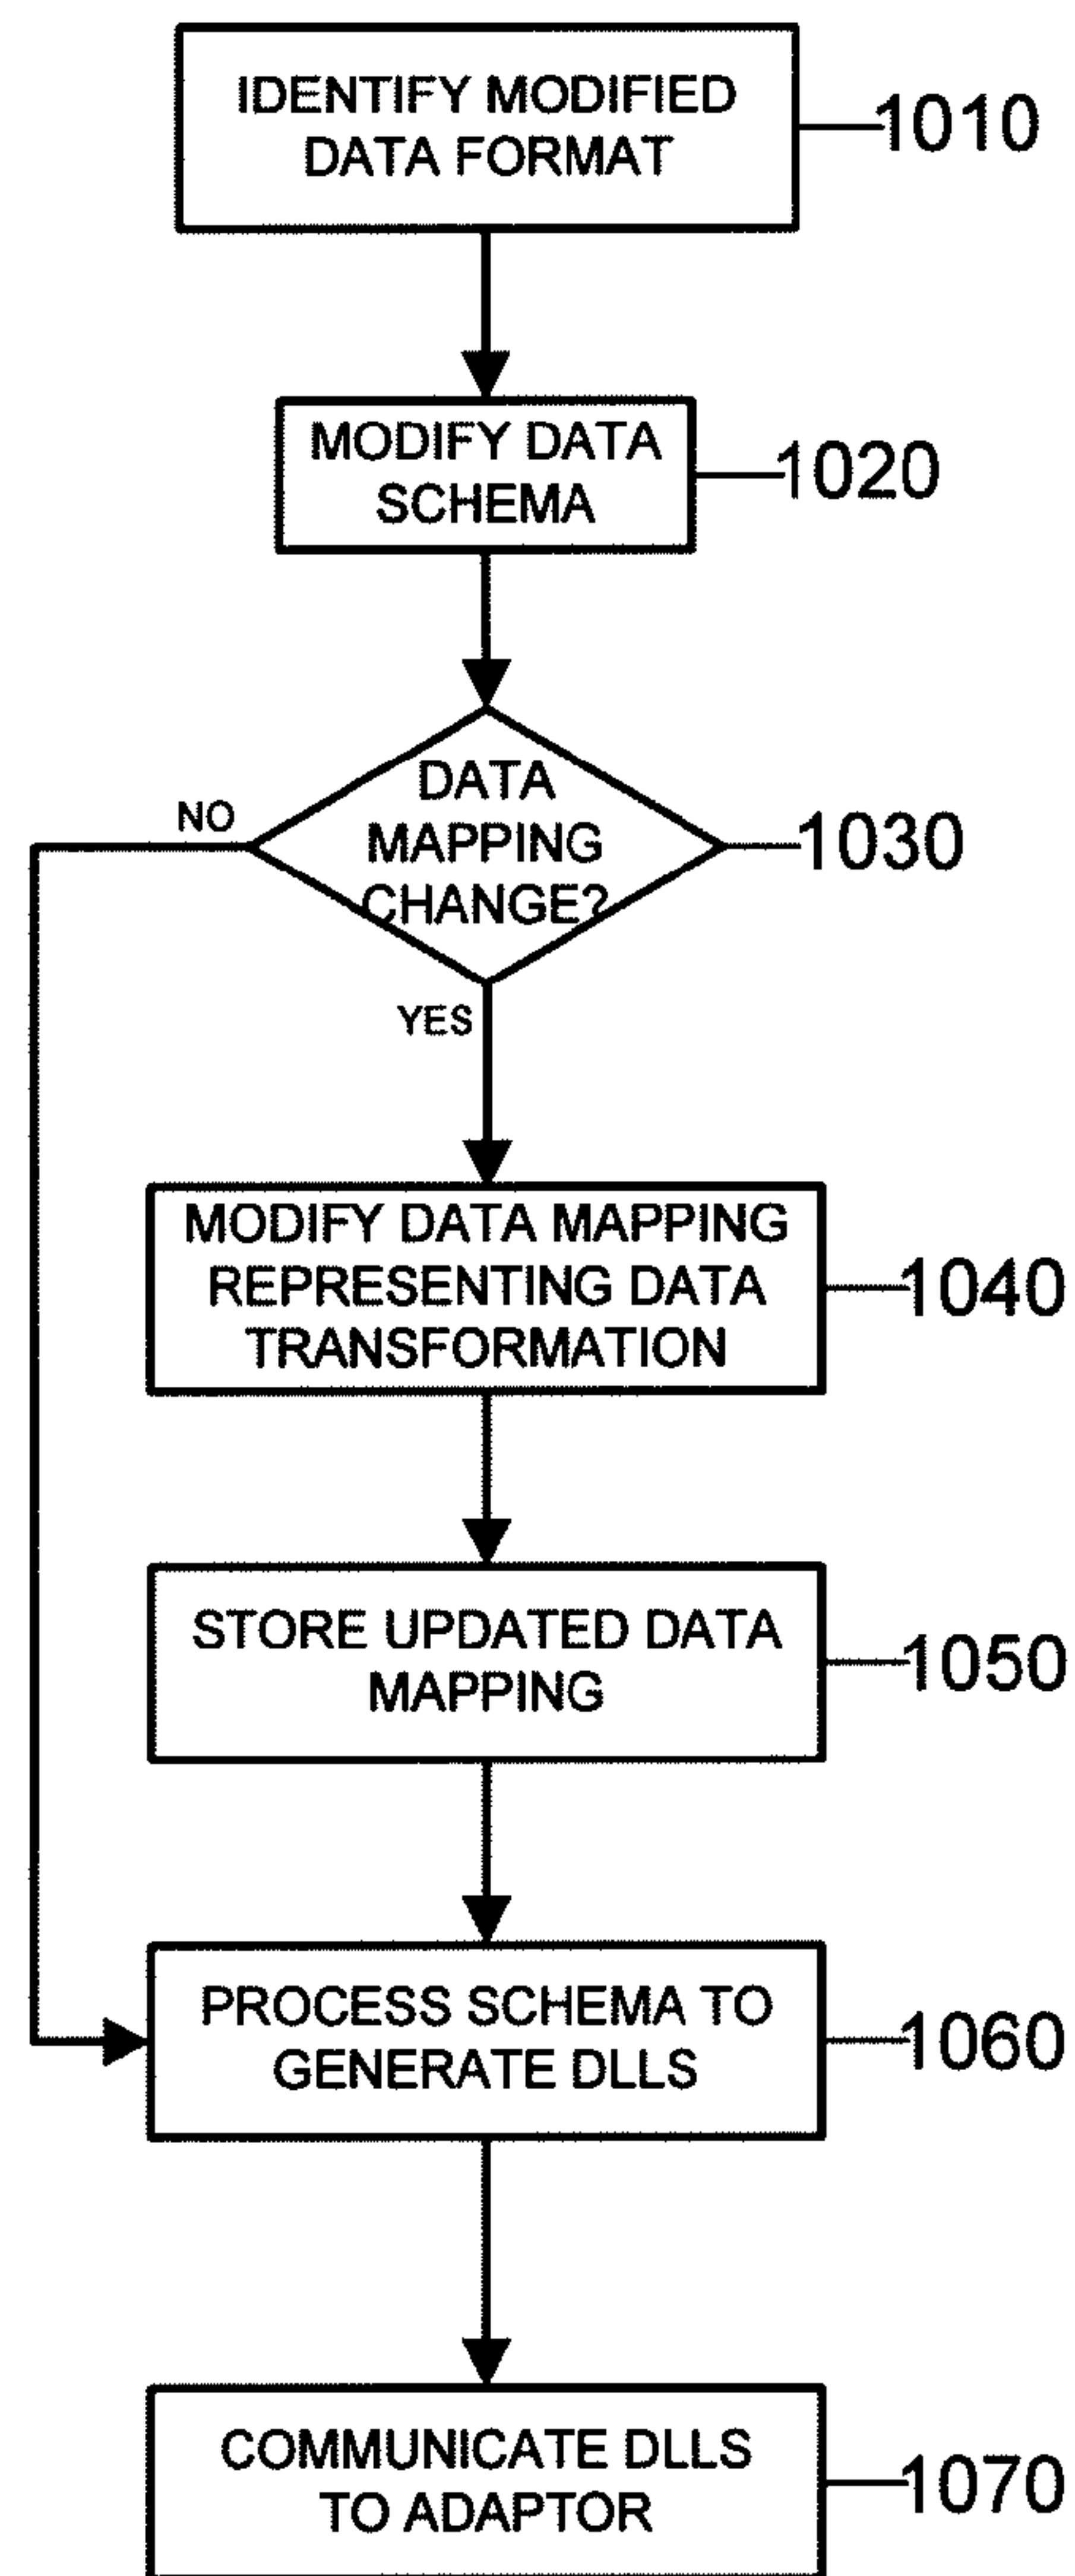 IDENTIFY MODIFIED
DATA FORMAT
1010
MODIFY DATA
SCHEMA
1020
DATA
MAPPING
CHANGE?
1030
NO
YES
MODIFY DATA MAPPING
REPRESENTING DATA
TRANSFORMATION
1040
STORE UPDATED DATA
MAPPING
1050
PROCESS SCHEMA TO
GENERATE DLLS
1060
COMMUNICATE DLLS
TO ADAPTOR
1070